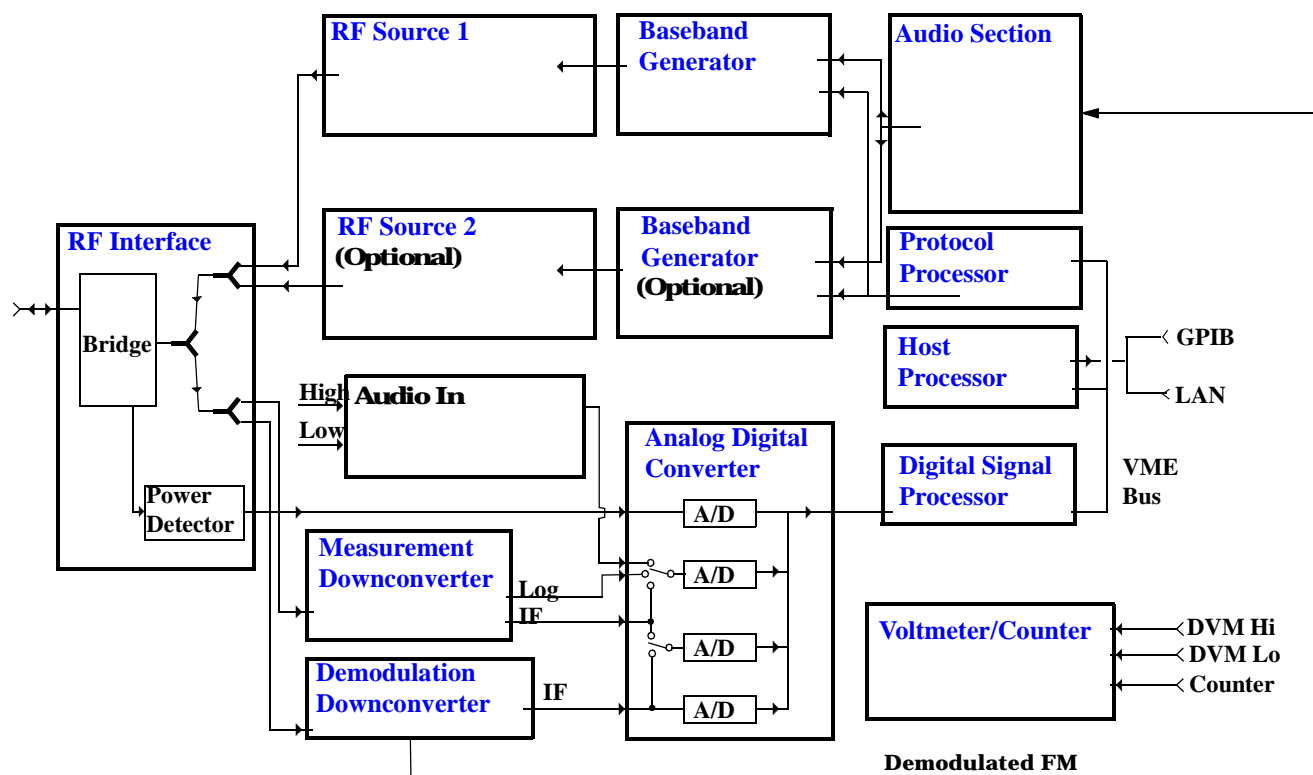 RF Source 1
Baseband
Generator
Audio Section
RF Interface
RF Source 2
(Optional)
Baseband
Generator
(Optional)
Protocol
Processor
Bridge
Host
Processor
GPIB
LAN
High
Low
Audio In
Analog Digital
Converter
Digital Signal
Processor
VME
Bus
Power
Detector
A/D
Measurement
Downconverter
Log
IF
A/D
Voltmeter/Counter
DVM Hi
DVM Lo
Counter
A/D
Demodulation
Downconverter
IF
A/D
Demodulated FM